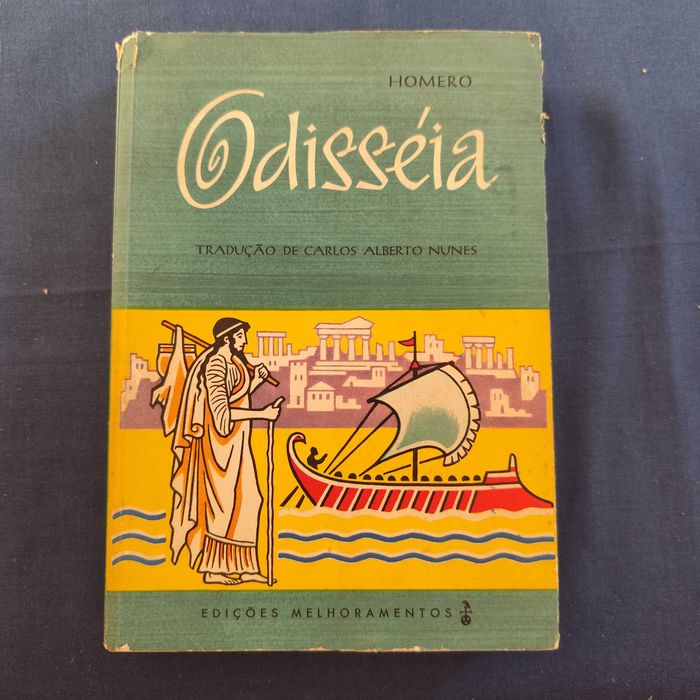 HOMERO
Odisséia
TRADUÇÃO DE CARLOS ALBERTO NUNES
EDIÇÕES MELHORAMENTOS